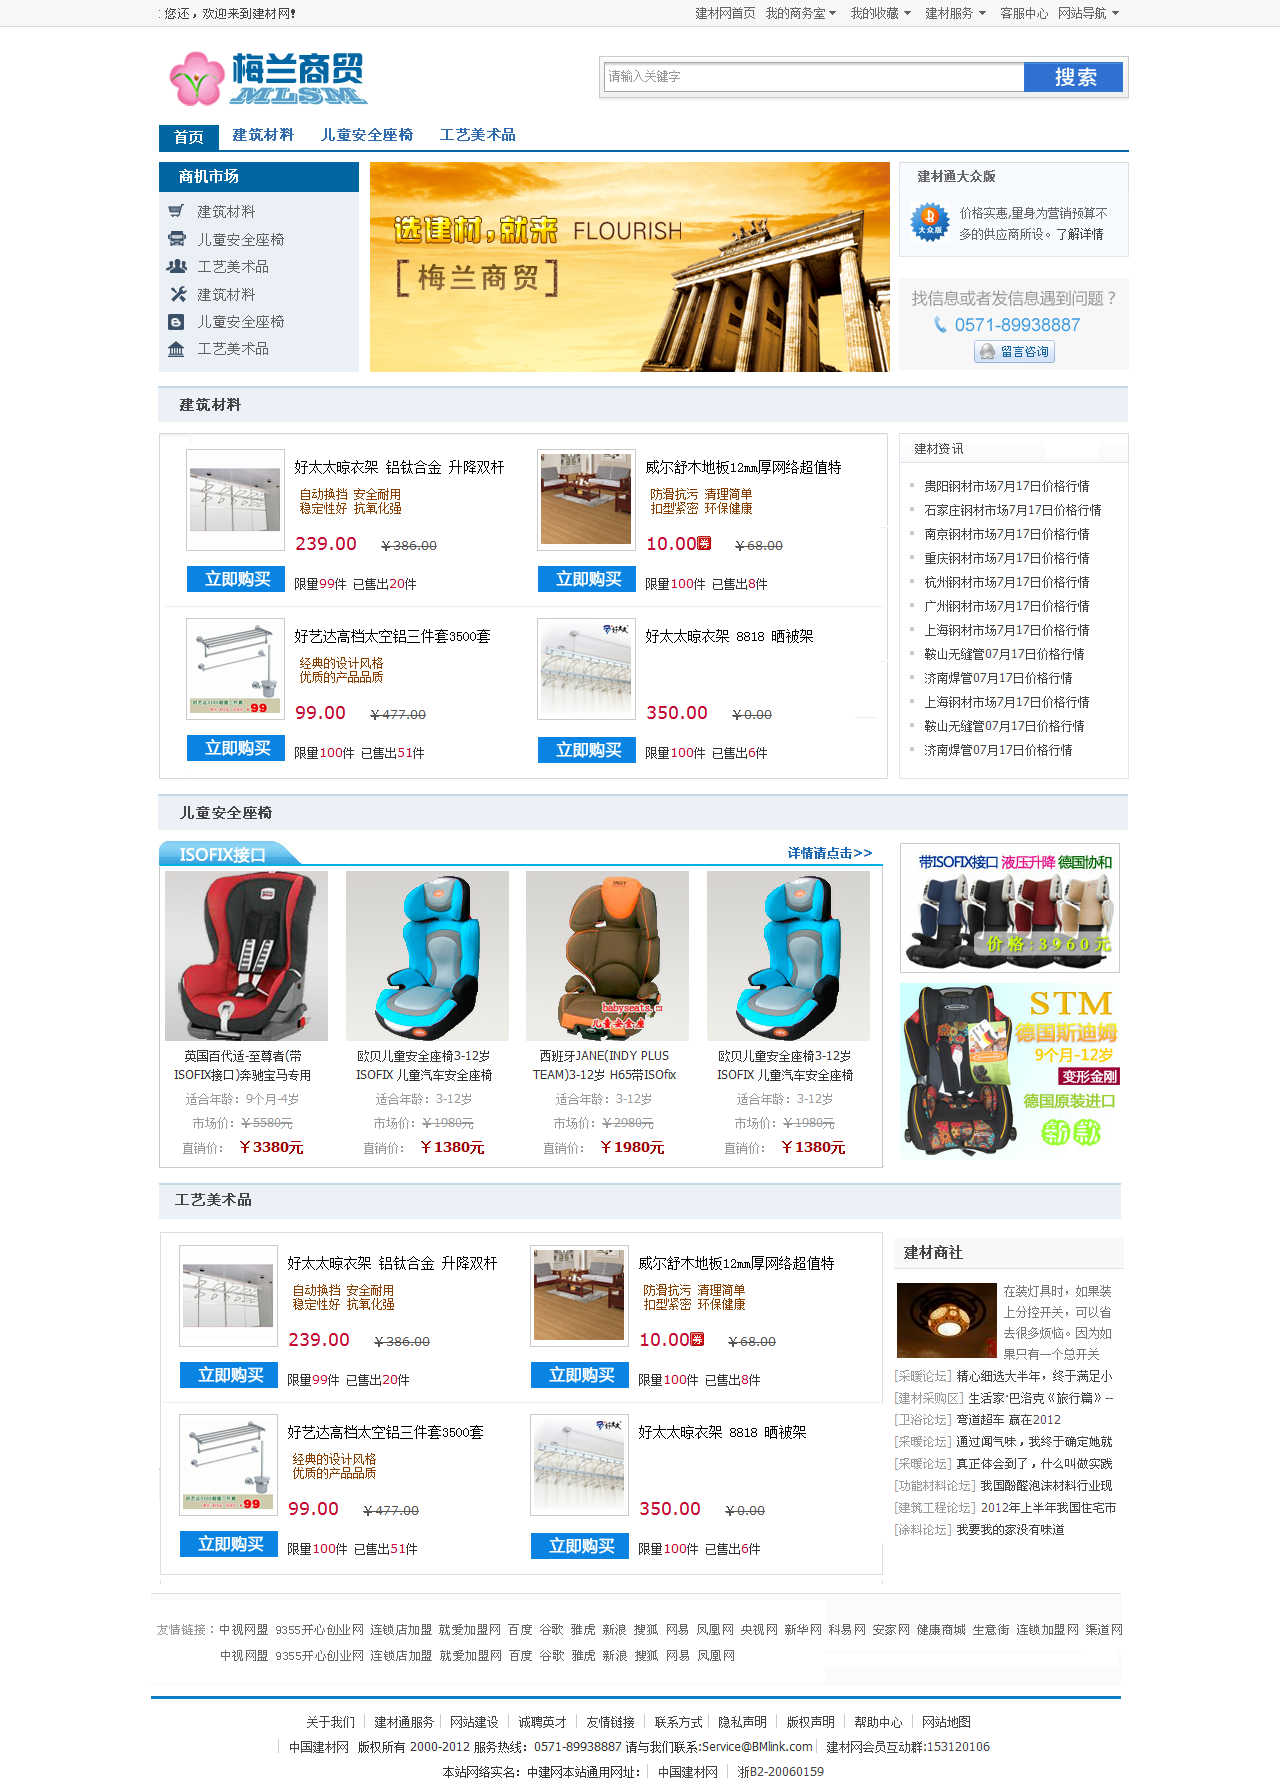 : 您还，欢迎来到建材网!
建材网首页 我的商务室 我的收藏 建材服务 客服中心 网站导航
梅兰商贸
MLSM
请输入关键字
搜索
首页 建筑材料 儿童安全座椅 工艺美术品
商机市场
建筑材料
儿童安全座椅
工艺美术品
建筑材料
儿童安全座椅
工艺美术品
选建材,就来 FLOURISH
[梅兰商贸]
建材通大众版
大众版
价格实惠,量身为营销预算不
多的供应商所设。了解详情
找信息或者发信息遇到问题？
0571-89938887
留言咨询
建筑材料
好太太晾衣架 铝钛合金 升降双杆
自动换挡 安全耐用
稳定性好 抗氧化强
239.00 ￥386.00
立即购买 限量99件 已售出20件
威尔舒木地板12mm厚网络超值特
防滑抗污 清理简单
扣型紧密 环保健康
10.00券 ￥68.00
立即购买 限量100件 已售出8件
好艺达高档太空铝三件套3500套
经典的设计风格
优质的产品品质
99.00 ￥477.00
立即购买 限量100件 已售出51件
好太太晾衣架 8818 晒被架
350.00 ￥0.00
立即购买 限量100件 已售出6件
建材资讯
贵阳钢材市场7月17日价格行情
石家庄钢材市场7月17日价格行情
南京钢材市场7月17日价格行情
重庆钢材市场7月17日价格行情
杭州钢材市场7月17日价格行情
广州钢材市场7月17日价格行情
上海钢材市场7月17日价格行情
鞍山无缝管07月17日价格行情
济南焊管07月17日价格行情
上海钢材市场7月17日价格行情
鞍山无缝管07月17日价格行情
济南焊管07月17日价格行情
儿童安全座椅
ISOFIX接口
详情请点击>>
英国百代适-至尊者(带
ISOFIX接口)奔驰宝马专用
适合年龄：9个月-4岁
市场价：￥5580元
直销价： ￥3380元
欧贝儿童安全座椅3-12岁
ISOFIX 儿童汽车安全座椅
适合年龄：3-12岁
市场价：￥1980元
直销价： ￥1380元
INDY
babyseats.cc
儿童安全座
西班牙JANE(INDY PLUS
TEAM)3-12岁 H65带ISOfix
适合年龄：3-12岁
市场价：￥2980元
直销价： ￥1980元
欧贝儿童安全座椅3-12岁
ISOFIX 儿童汽车安全座椅
适合年龄：3-12岁
市场价：￥1980元
直销价： ￥1380元
带ISOFIX接口 液压升降 德国协和
价格:3960元
STM
德国斯迪姆
9个月-12岁
变形金刚
德国原装进口
新款
工艺美术品
好太太晾衣架 铝钛合金 升降双杆
自动换挡 安全耐用
稳定性好 抗氧化强
239.00 ￥386.00
立即购买 限量99件 已售出20件
威尔舒木地板12mm厚网络超值特
防滑抗污 清理简单
扣型紧密 环保健康
10.00券 ￥68.00
立即购买 限量100件 已售出8件
好艺达高档太空铝三件套3500套
经典的设计风格
优质的产品品质
99.00 ￥477.00
立即购买 限量100件 已售出51件
好太太晾衣架 8818 晒被架
350.00 ￥0.00
立即购买 限量100件 已售出6件
建材商社
在装灯具时，如果装
上分控开关，可以省
去很多烦恼。因为如
果只有一个总开关
[采暖论坛] 精心细选大半年，终于满足小
[建材采购区] 生活家·巴洛克《旅行篇》--
[卫浴论坛] 弯道超车 赢在2012
[采暖论坛] 通过闻气味，我终于确定她就
[采暖论坛] 真正体会到了，什么叫做实践
[功能材料论坛] 我国酚醛泡沫材料行业现
[建筑工程论坛] 2012年上半年我国住宅市
[涂料论坛] 我要我的家没有味道
友情链接：中视网盟 9355开心创业网 连锁店加盟 就爱加盟网 百度 谷歌 雅虎 新浪 搜狐 网易 凤凰网 央视网 新华网 科易网 安家网 健康商城 生意街 连锁加盟网 渠道网
中视网盟 9355开心创业网 连锁店加盟 就爱加盟网 百度 谷歌 雅虎 新浪 搜狐 网易 凤凰网
关于我们 建材通服务 网站建设 诚聘英才 友情链接 联系方式 隐私声明 版权声明 帮助中心 网站地图
中国建材网 版权所有 2000-2012 服务热线：0571-89938887 请与我们联系:Service@BMlink.com 建材网会员互动群:153120106
本站网络实名：中建网本站通用网址： 中国建材网 浙B2-20060159